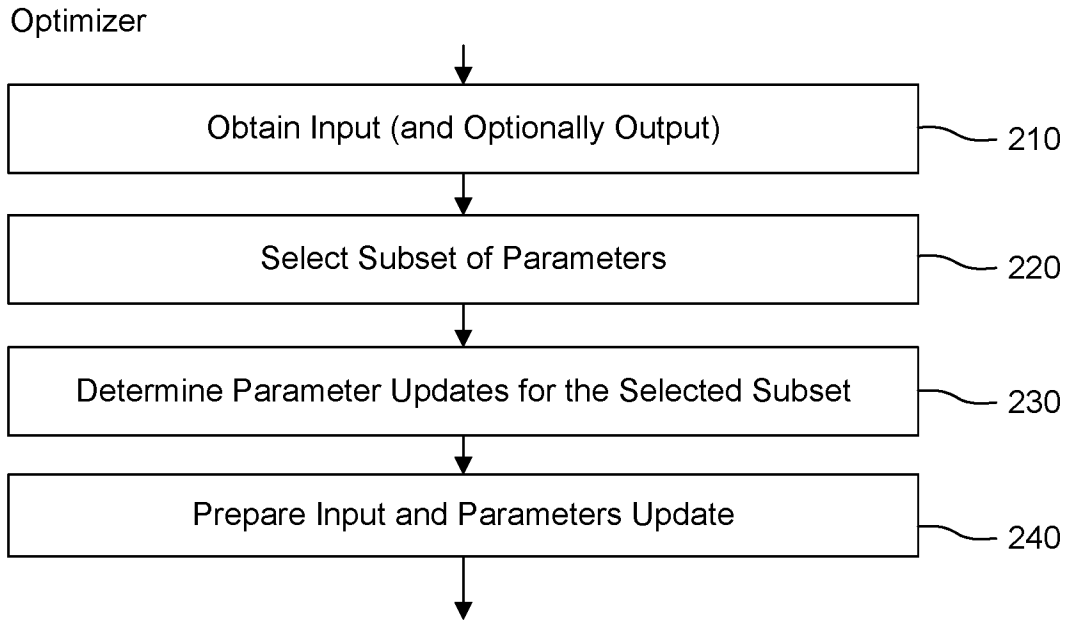 Optimizer
Obtain Input (and Optionally Output)
210
Select Subset of Parameters
220
Determine Parameter Updates for the Selected Subset
230
Prepare Input and Parameters Update
240